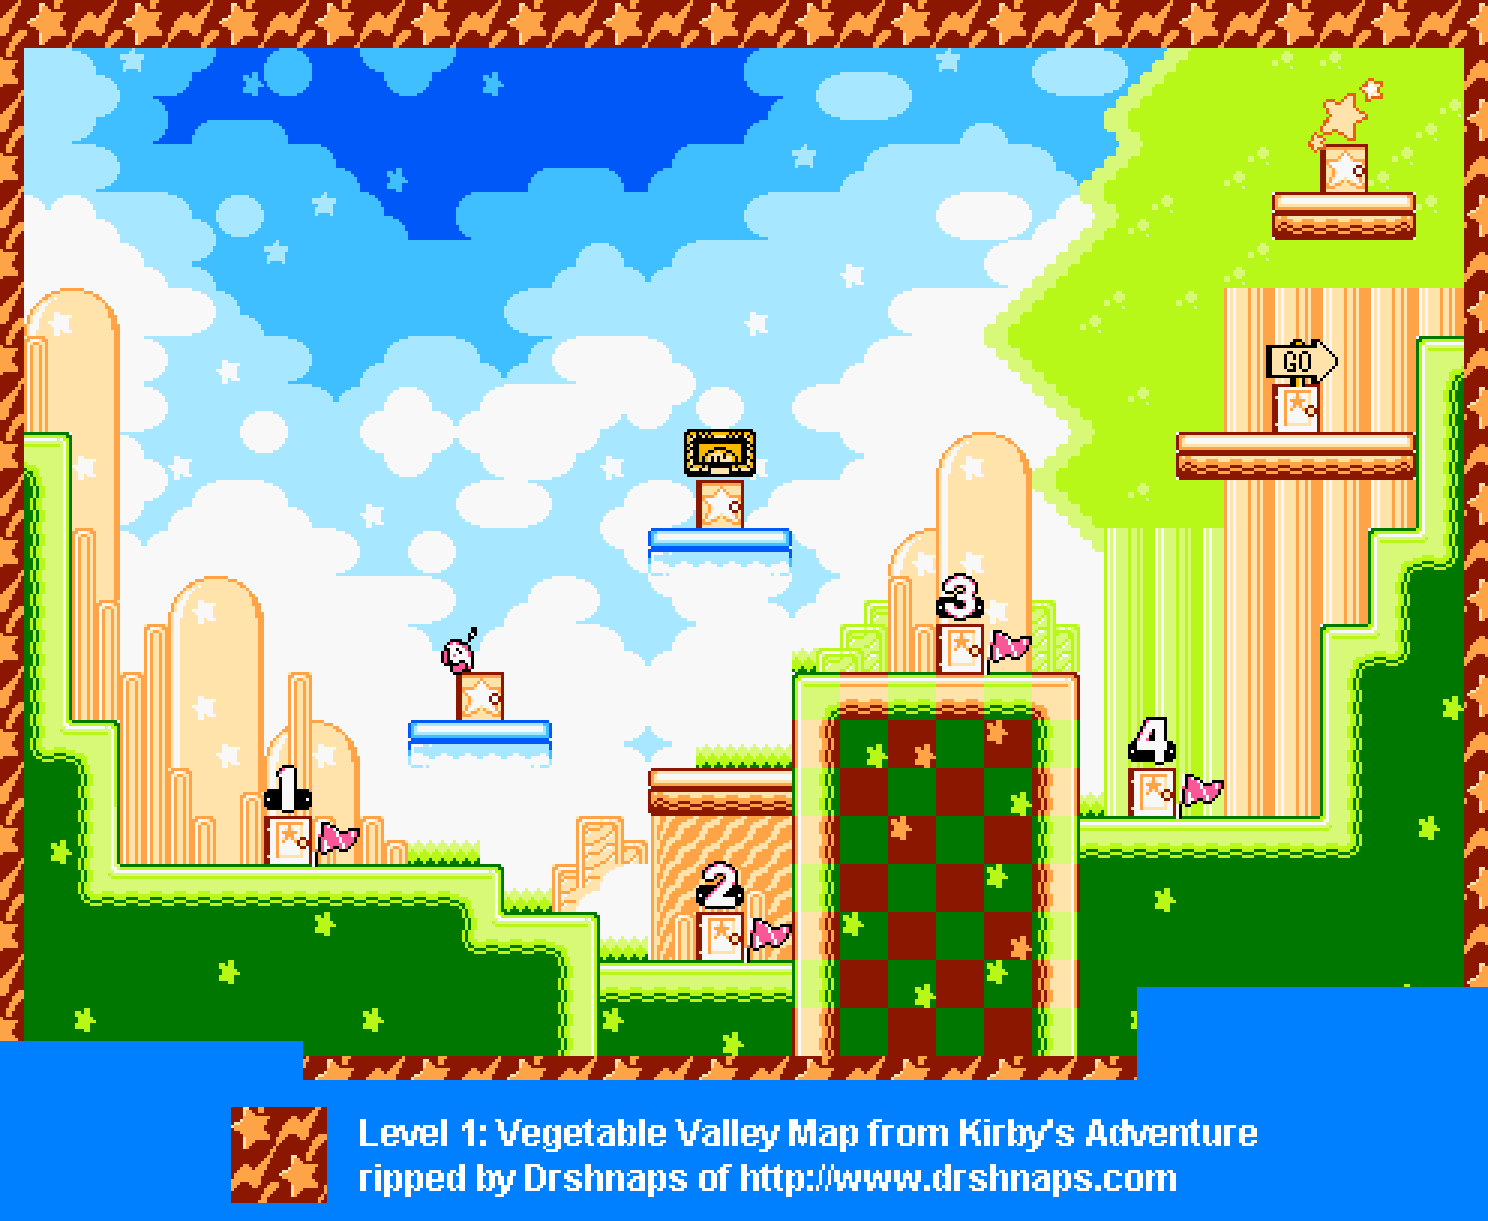 GO
3
4
1
2
Level 1: Vegetable Valley Map from Kirby's Adventure
ripped by Drshnaps of http://www.drshnaps.com